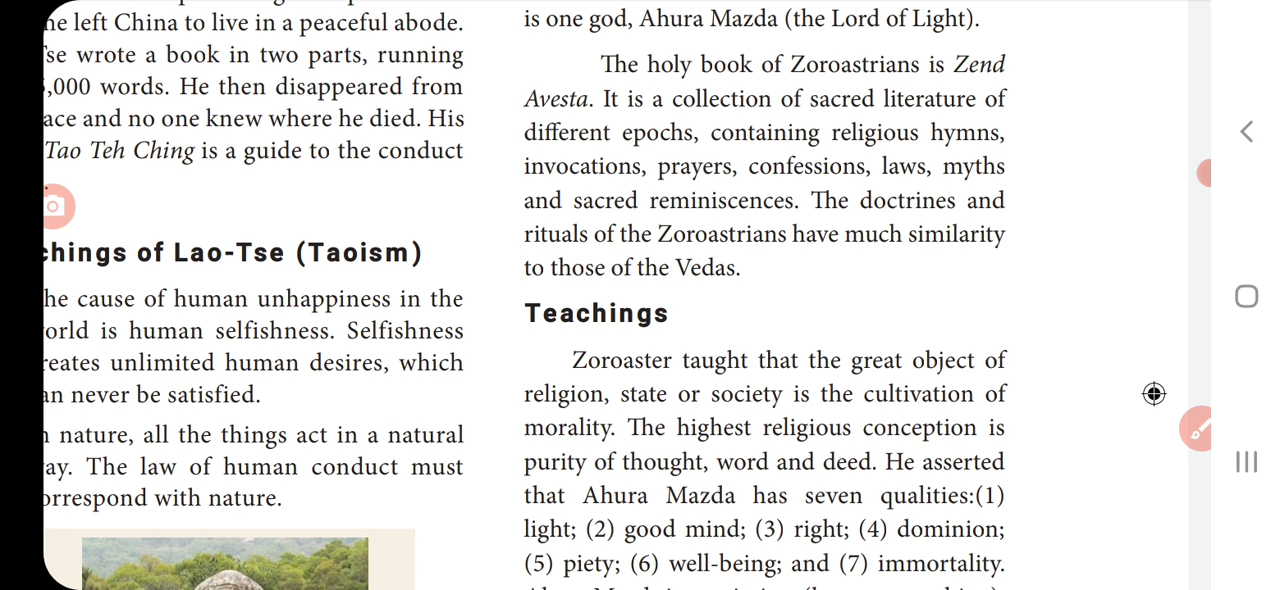 he left China to live in a peaceful abode.
Tse wrote a book in two parts, running
5,000 words. He then disappeared from
ace and no one knew where he died. His
Tao Teh Ching is a guide to the conduct
chings of Lao-Tse (Taoism)
he cause of human unhappiness in the
orld is human selfishness. Selfishness
reates unlimited human desires, which
an never be satisfied.
n nature, all the things act in a natural
ay. The law of human conduct must
orrespond with nature.
is one god, Ahura Mazda (the Lord of Light).
The holy book of Zoroastrians is Zend
Avesta. It is a collection of sacred literature of
different epochs, containing religious hymns,
invocations, prayers, confessions, laws, myths
and sacred reminiscences. The doctrines and
rituals of the Zoroastrians have much similarity
to those of the Vedas.
Teachings
Zoroaster taught that the great object of
religion, state or society is the cultivation of
morality. The highest religious conception is
purity of thought, word and deed. He asserted
that Ahura Mazda has seven qualities:(1)
light; (2) good mind; (3) right; (4) dominion;
(5) piety; (6) well-being; and (7) immortality.